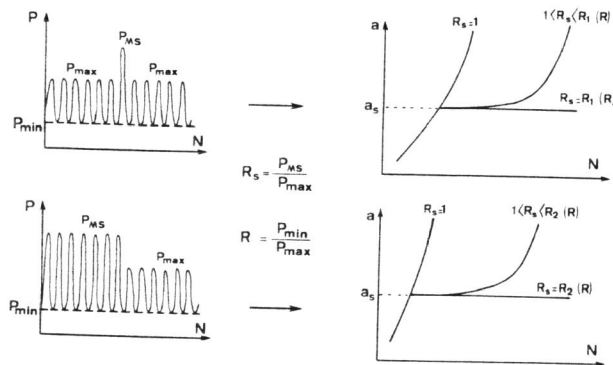 P
P_MS
P_max
P_max
P_min
N
a
R_s=1
1<R_s<R_1 (R)
a_s
R_s=R_1 (R)
N
R_s = P_MS / P_max
R = P_min / P_max
P
P_MS
P_max
P_min
N
a
R_s=1
1<R_s<R_2 (R)
a_s
R_s=R_2 (R)
N